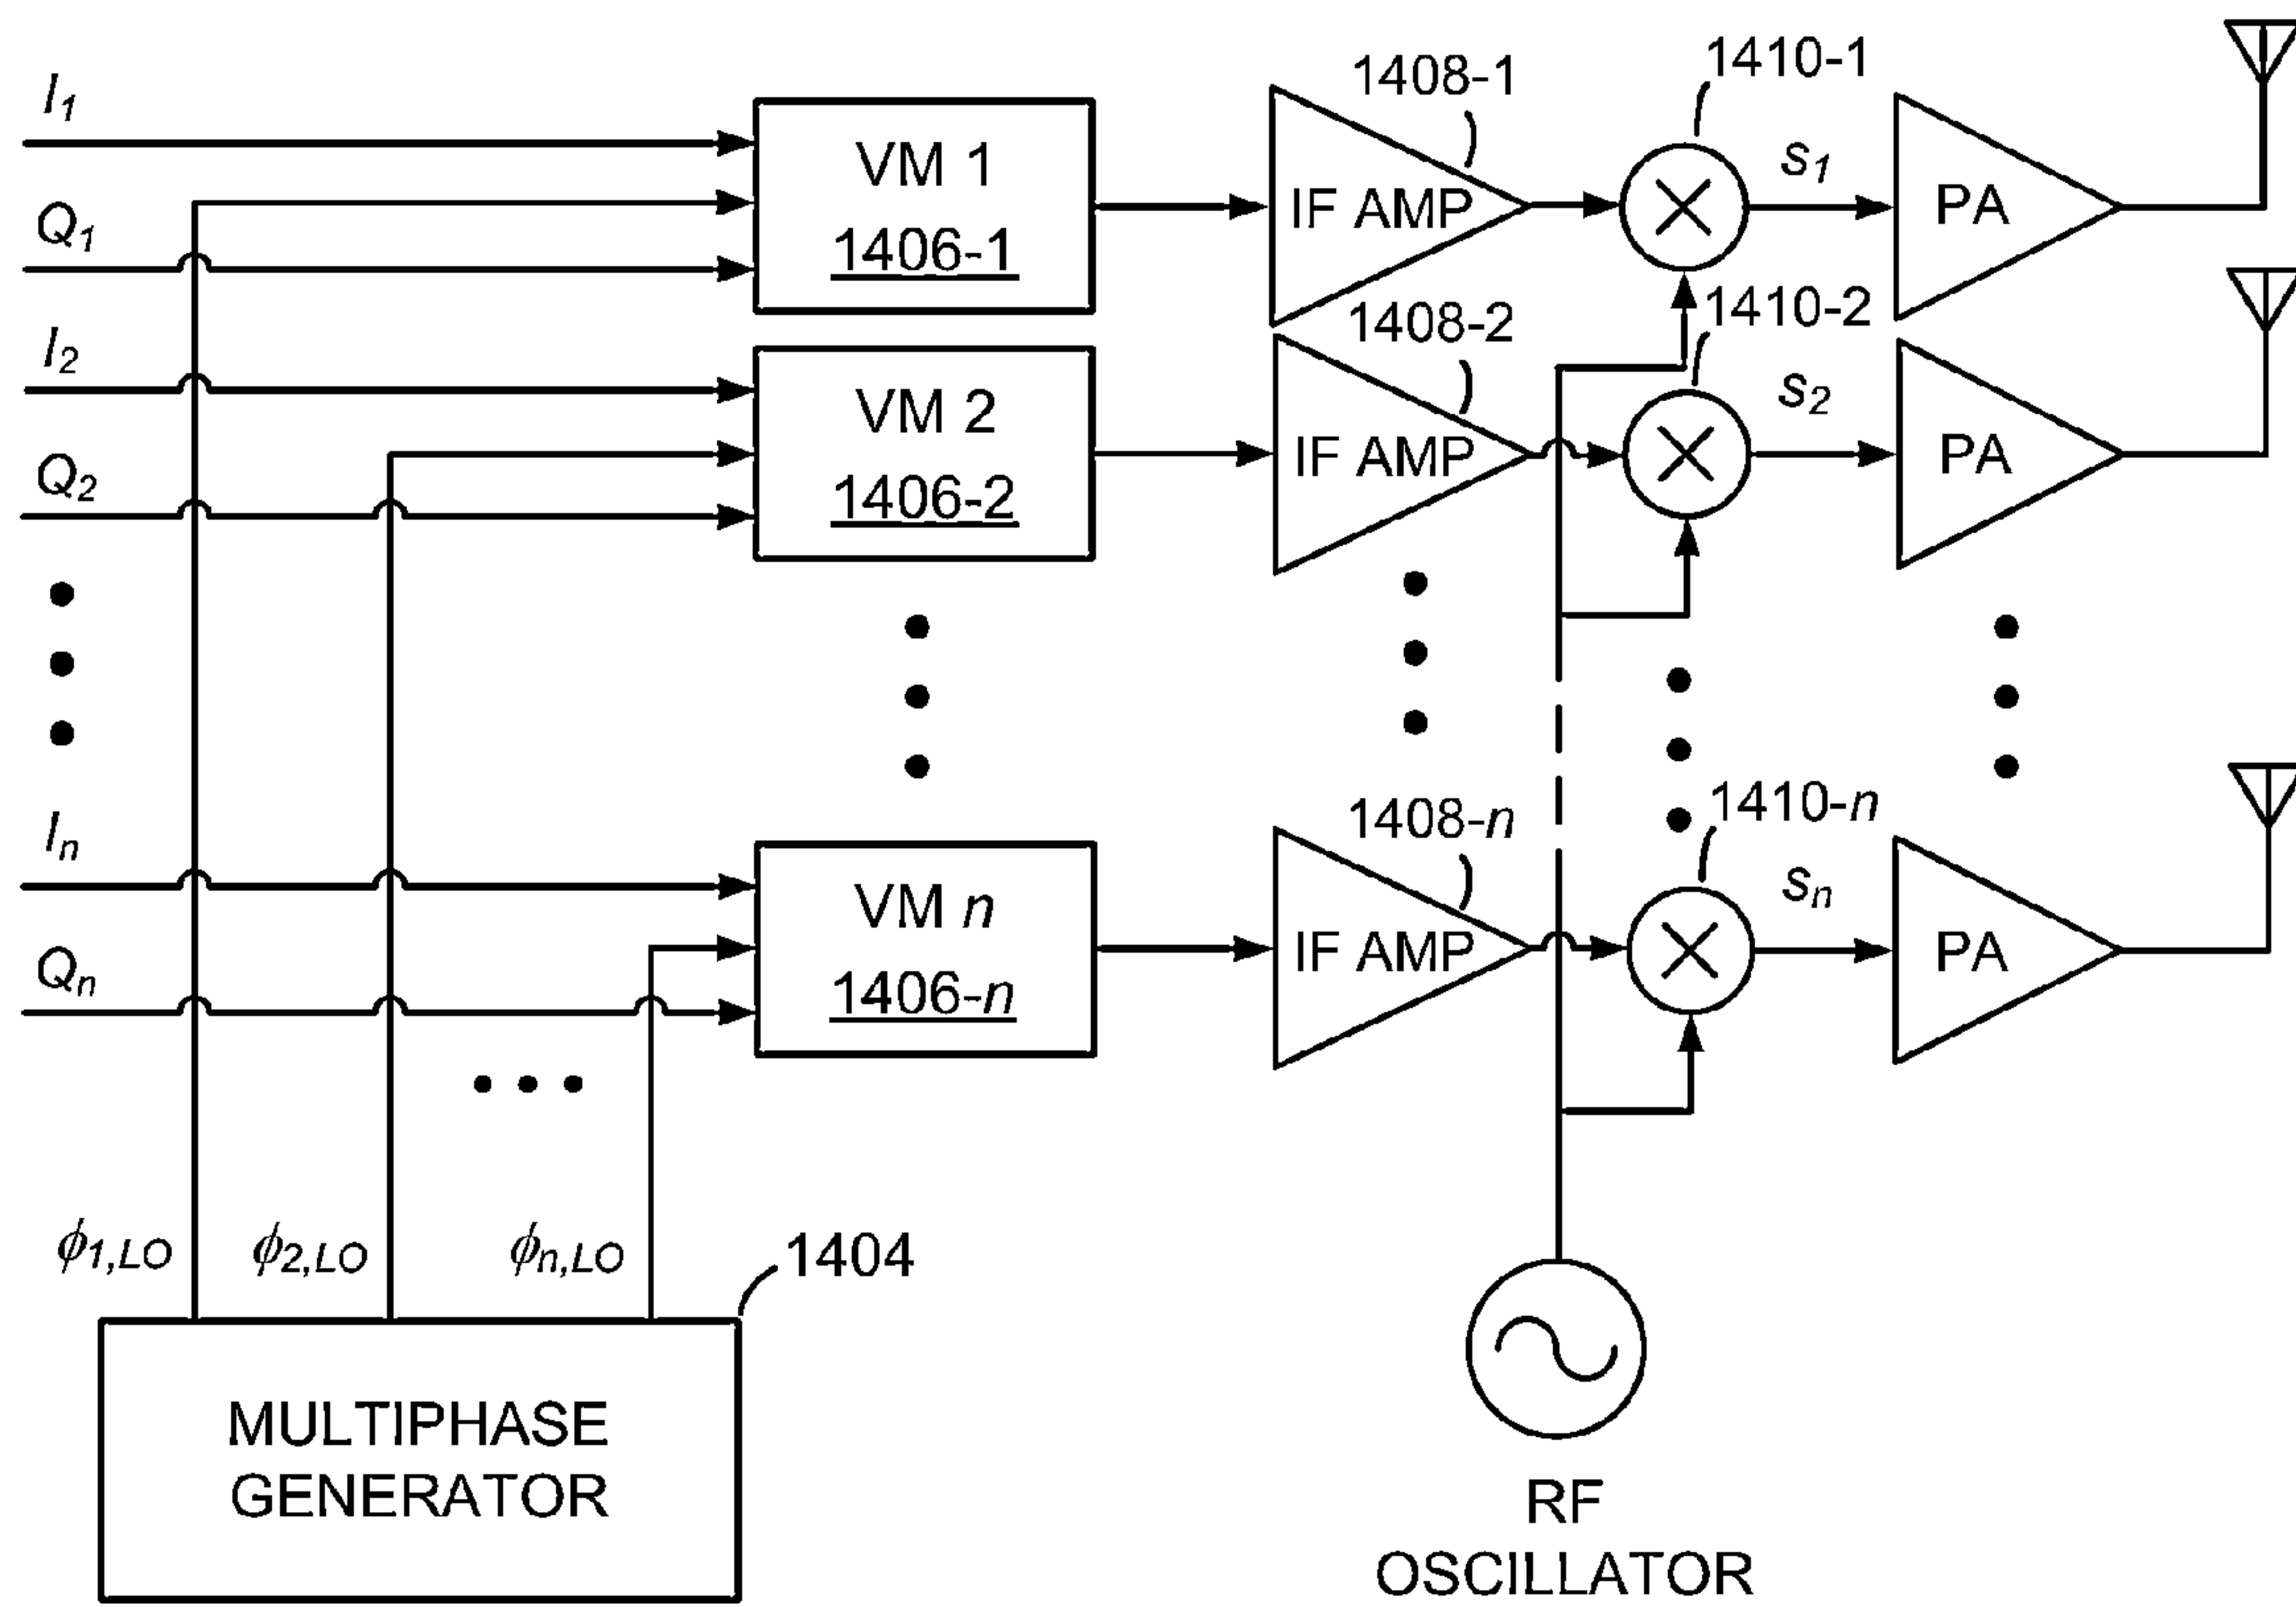 I1
Q1
VM 1
1406-1
1408-1
IF AMP
1410-1
s1
PA
I2
Q2
VM 2
1406-2
1408-2
IF AMP
1410-2
s2
PA
In
Qn
VM n
1406-n
1408-n
IF AMP
1410-n
sn
PA
ϕ1,LO
ϕ2,LO
ϕn,LO
1404
MULTIPHASE
GENERATOR
RF
OSCILLATOR